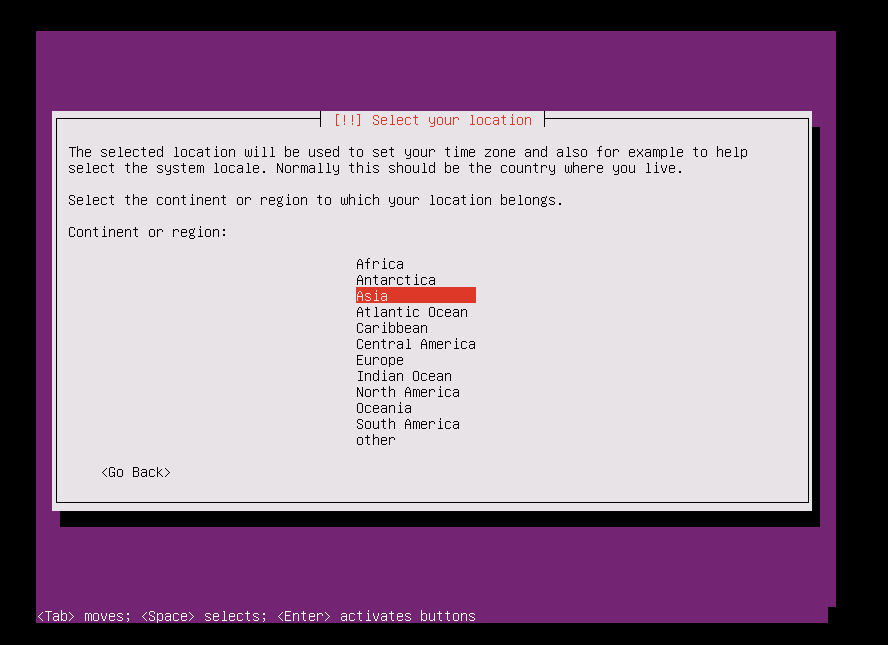 [!!] Select your location
The selected location will be used to set your time zone and also for example to help
select the system locale. Normally this should be the country where you live.
Select the continent or region to which your location belongs.
Continent or region:
Africa
Antarctica
Asia
Atlantic Ocean
Caribbean
Central America
Europe
Indian Ocean
North America
Oceania
South America
other
<Go Back>
<Tab> moves; <Space> selects; <Enter> activates buttons